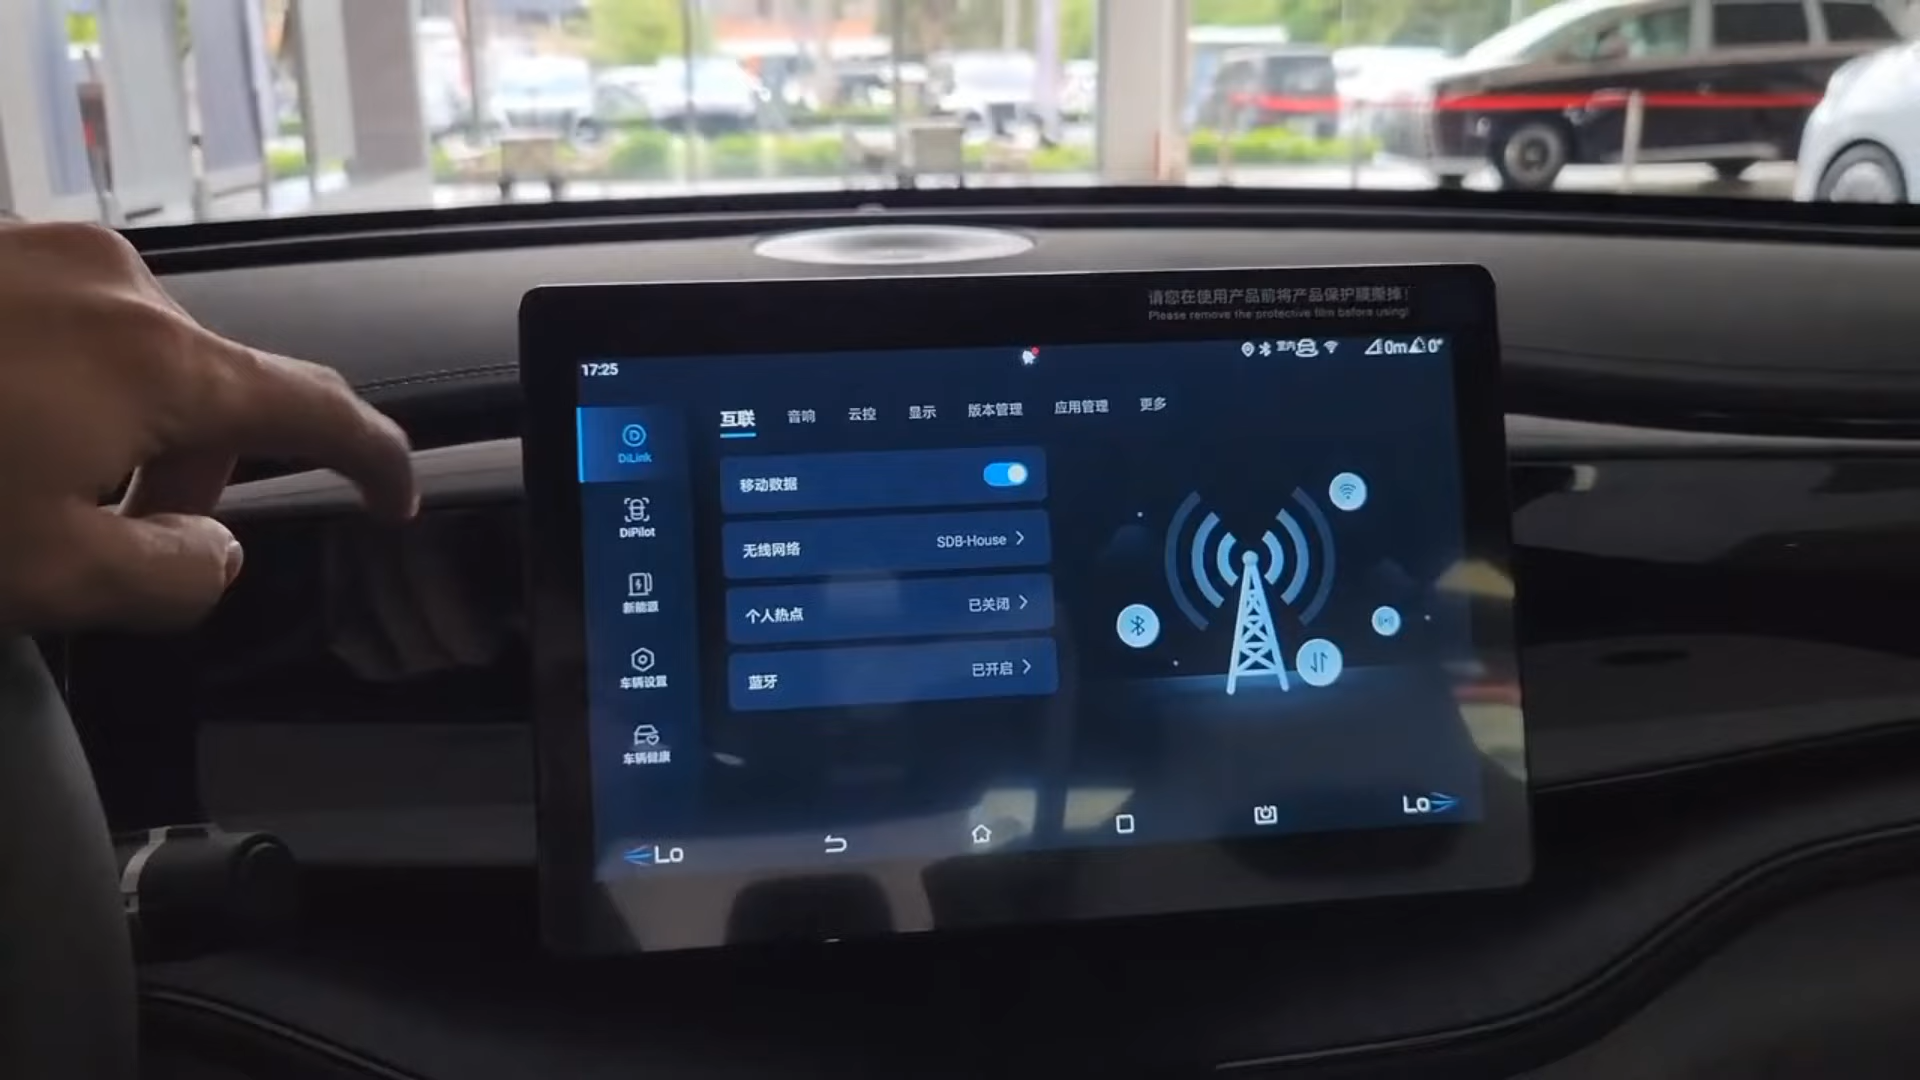 请您在使用产品前将产品保护膜撕掉！
Please remove the protective film before using!
17:25
室内
0m 0°
DiLink
DiPilot
新能源
车辆设置
车辆健康
互联 音响 云控 显示 版本管理 应用管理 更多
移动数据
无线网络 SDB-House
个人热点 已关闭
蓝牙 已开启
Lo
Lo